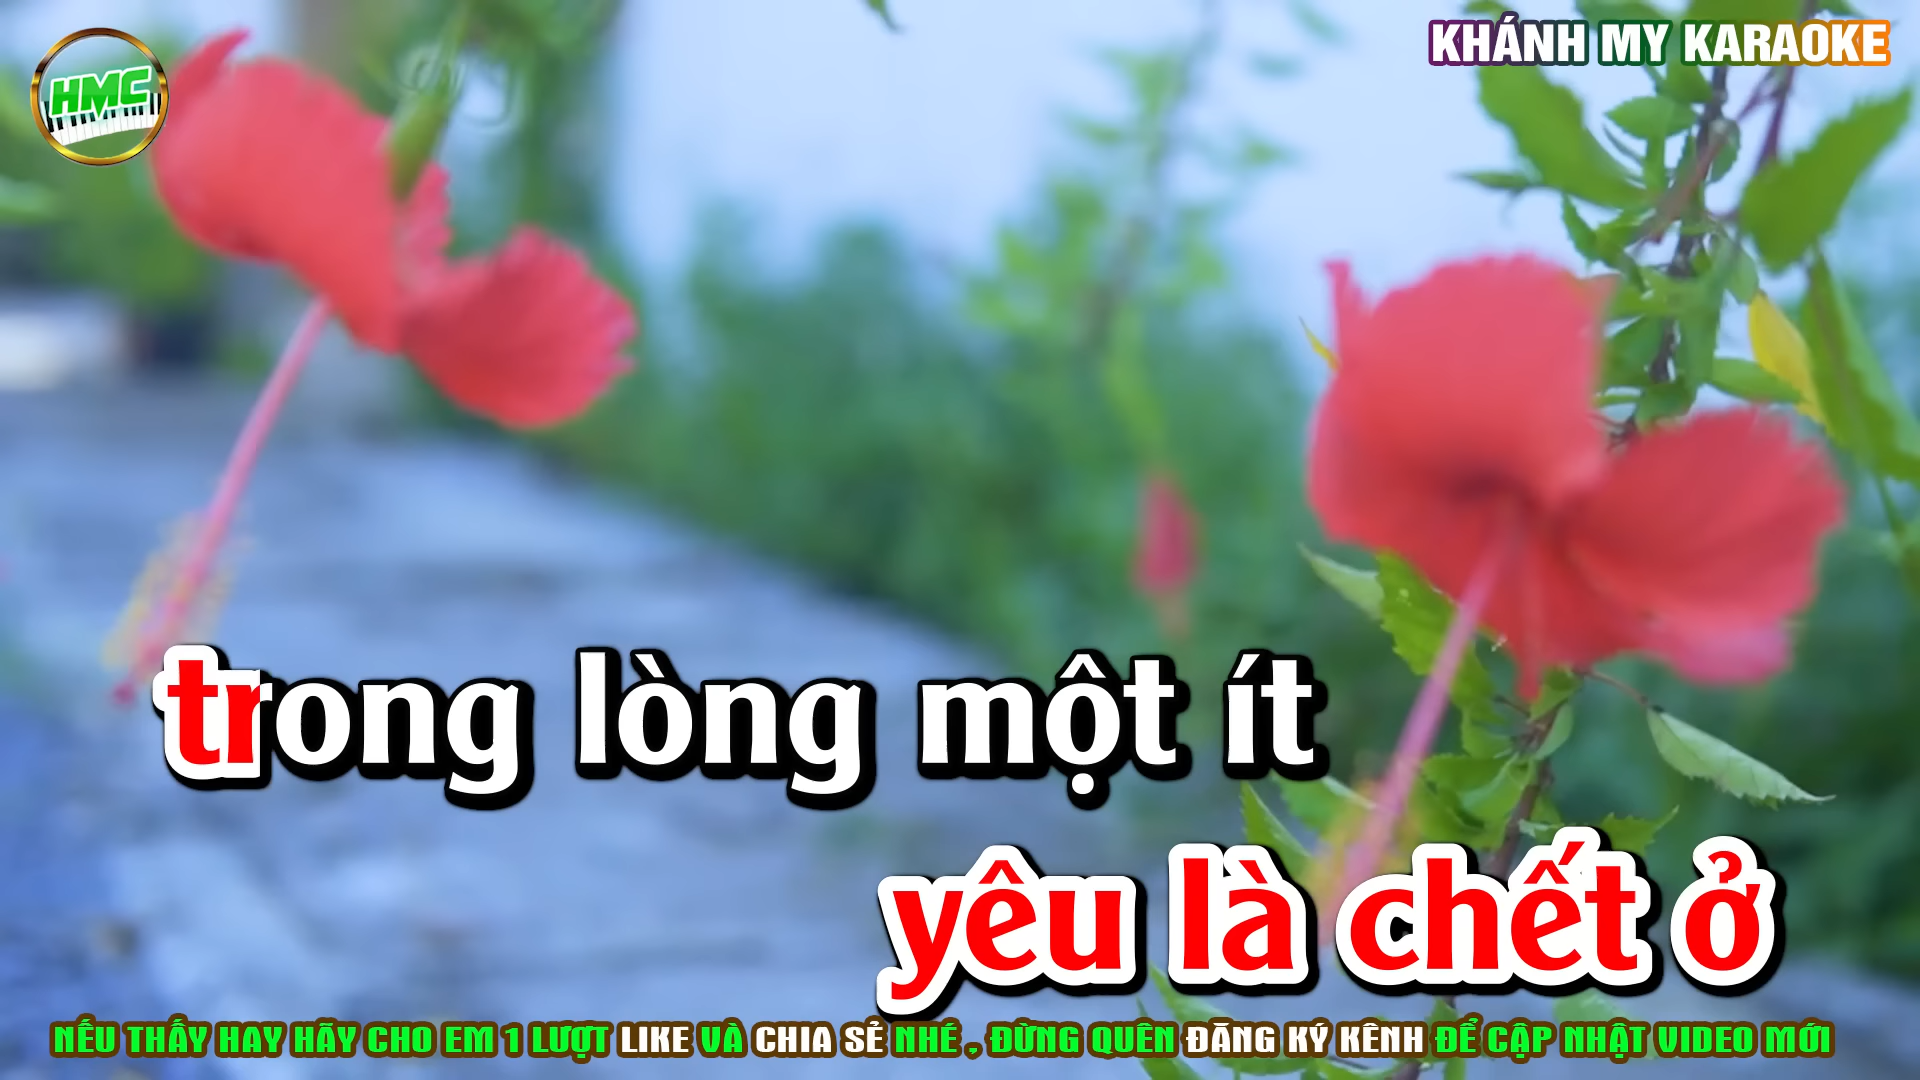 HMC
KHÁNH MY KARAOKE
trong lòng một ít
yêu là chết ở
NẾU THẤY HAY HÃY CHO EM 1 LƯỢT LIKE VÀ CHIA SẺ NHÉ , ĐỪNG QUÊN ĐĂNG KÝ KÊNH ĐỂ CẬP NHẬT VIDEO MỚI